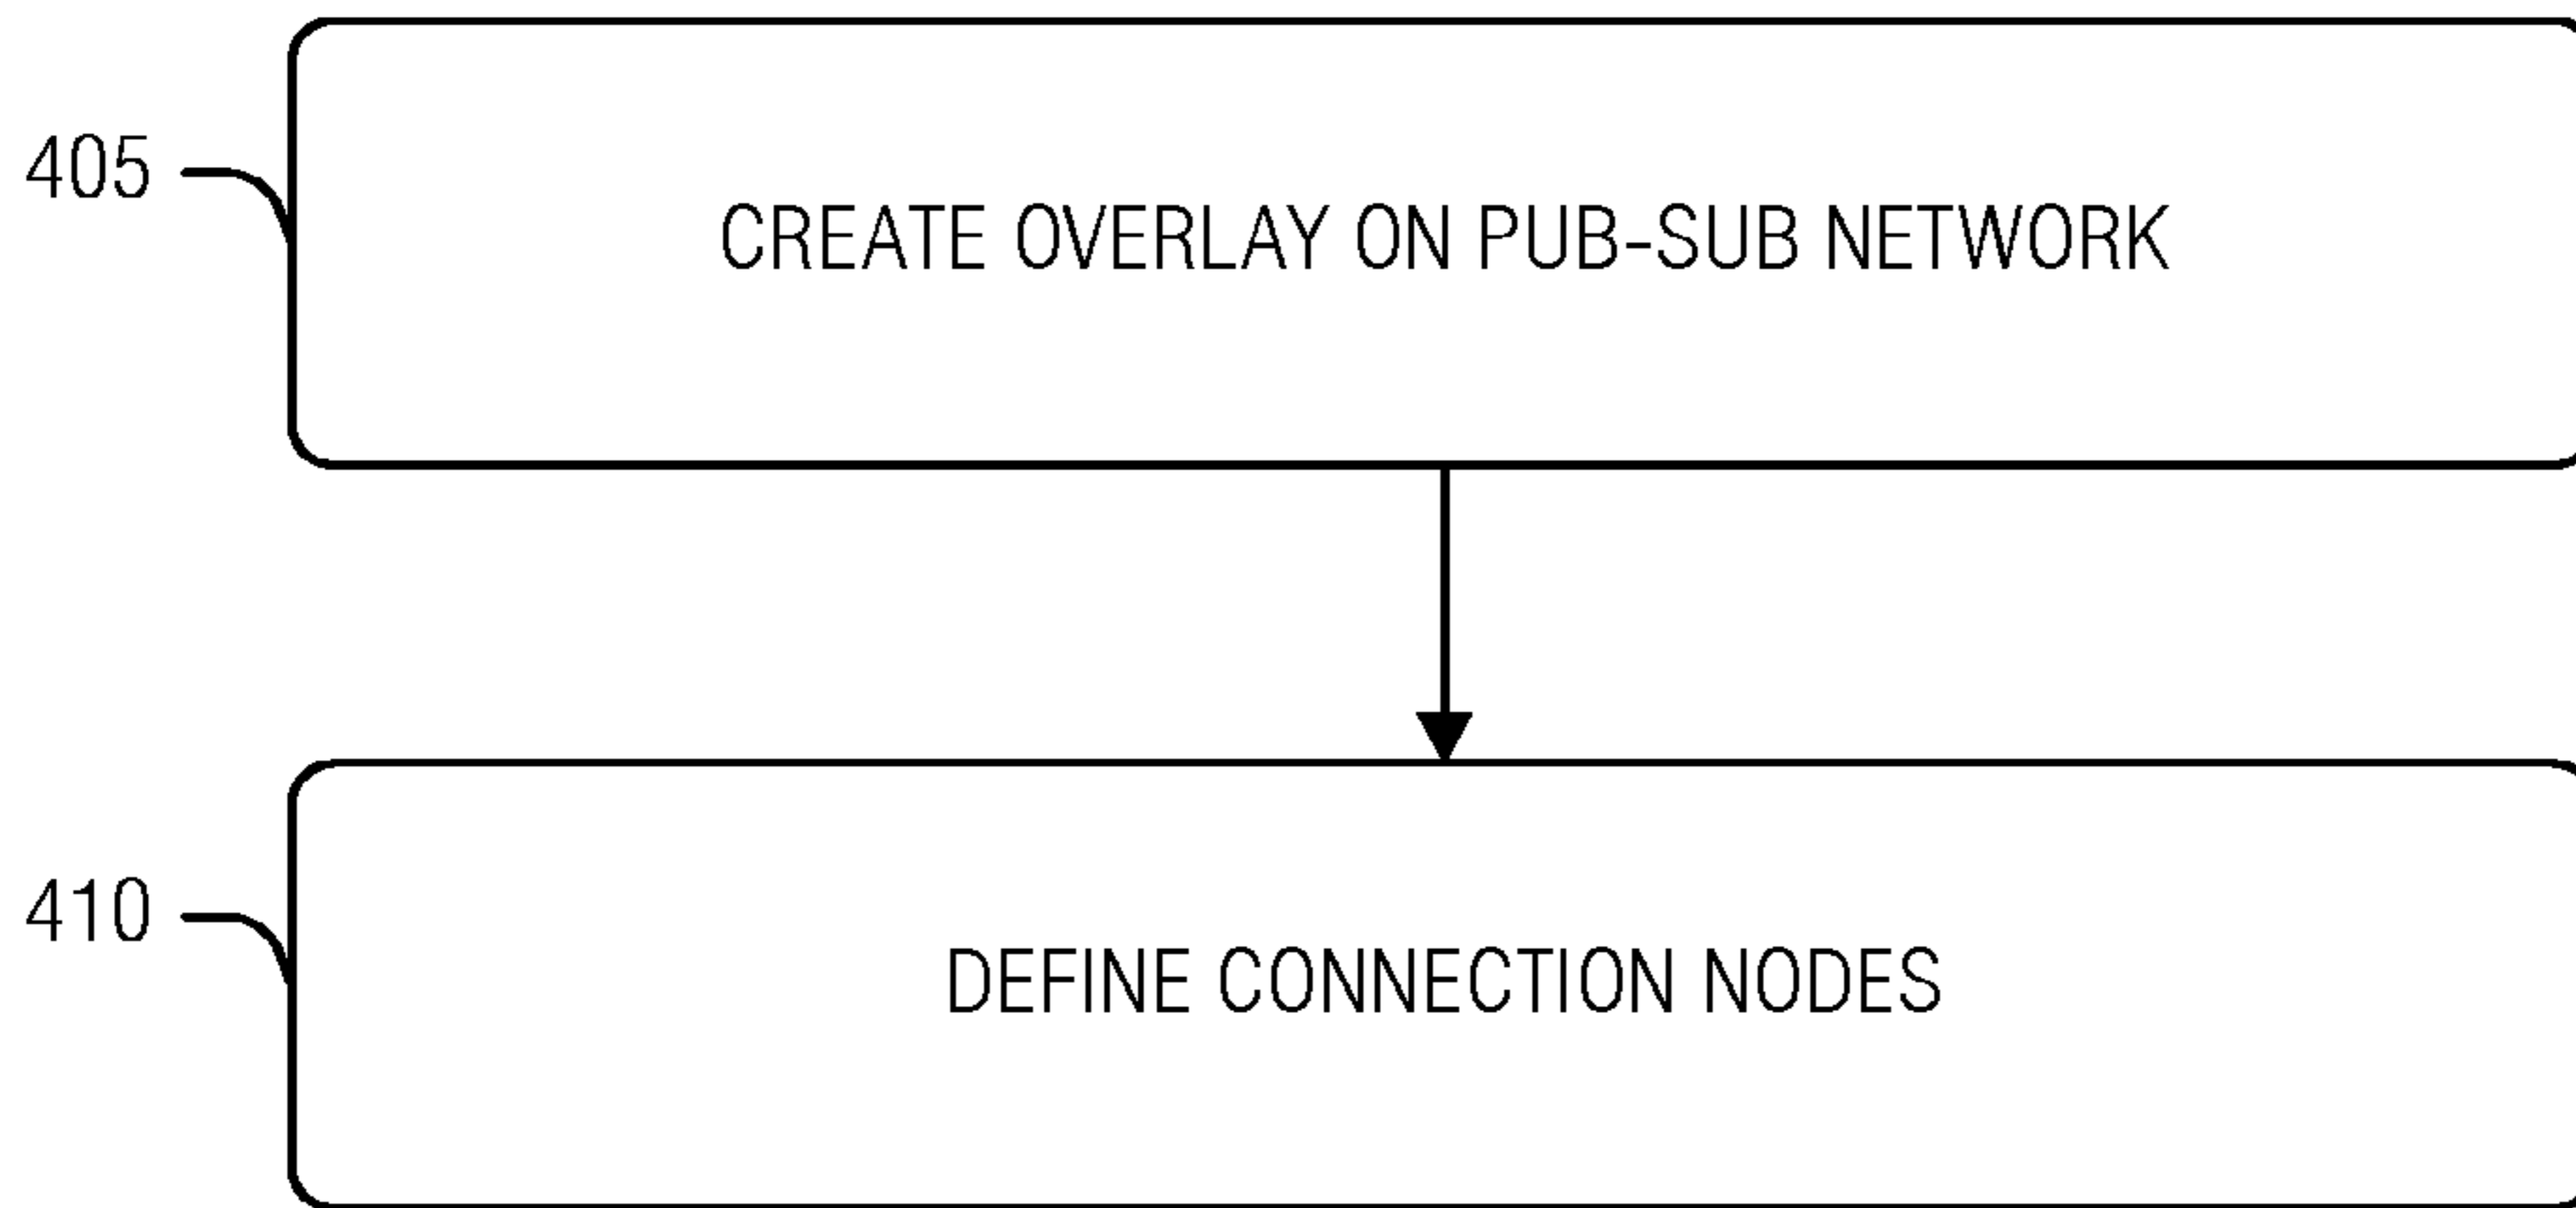 405
CREATE OVERLAY ON PUB-SUB NETWORK
410
DEFINE CONNECTION NODES